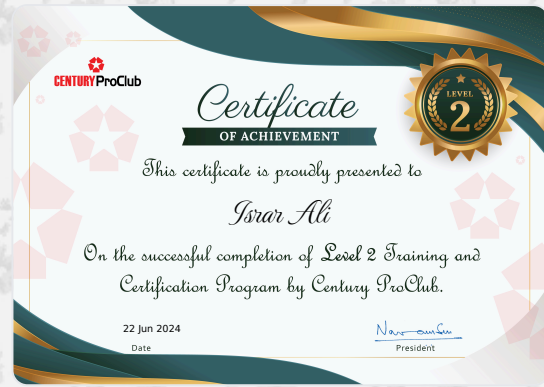 CENTURY ProClub
Certificate
OF ACHIEVEMENT
LEVEL
2
This certificate is proudly presented to
Israr Ali
On the successful completion of Level 2 Training and
Certification Program by Century ProClub.
22 Jun 2024
Date
President